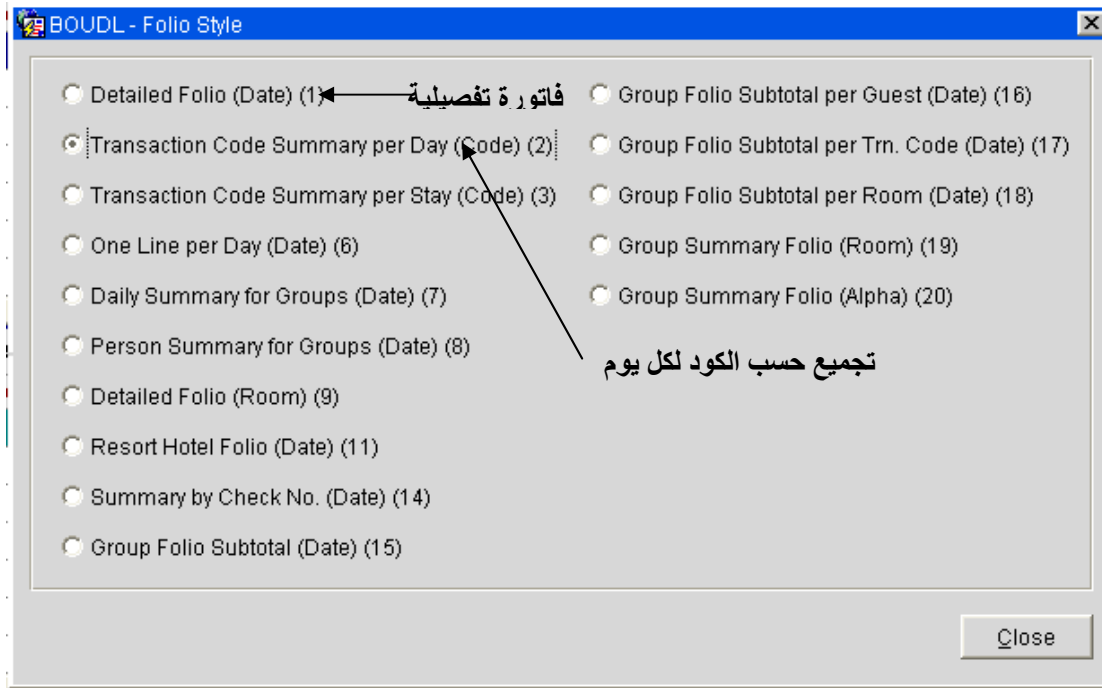 BOUDL - Folio Style
Detailed Folio (Date) (1)
فاتورة تفصيلية
Transaction Code Summary per Day (Code) (2)
Transaction Code Summary per Stay (Code) (3)
One Line per Day (Date) (6)
Daily Summary for Groups (Date) (7)
Person Summary for Groups (Date) (8)
Detailed Folio (Room) (9)
Resort Hotel Folio (Date) (11)
Summary by Check No. (Date) (14)
Group Folio Subtotal (Date) (15)
Group Folio Subtotal per Guest (Date) (16)
Group Folio Subtotal per Trn. Code (Date) (17)
Group Folio Subtotal per Room (Date) (18)
Group Summary Folio (Room) (19)
Group Summary Folio (Alpha) (20)
تجميع حسب الكود لكل يوم
Close